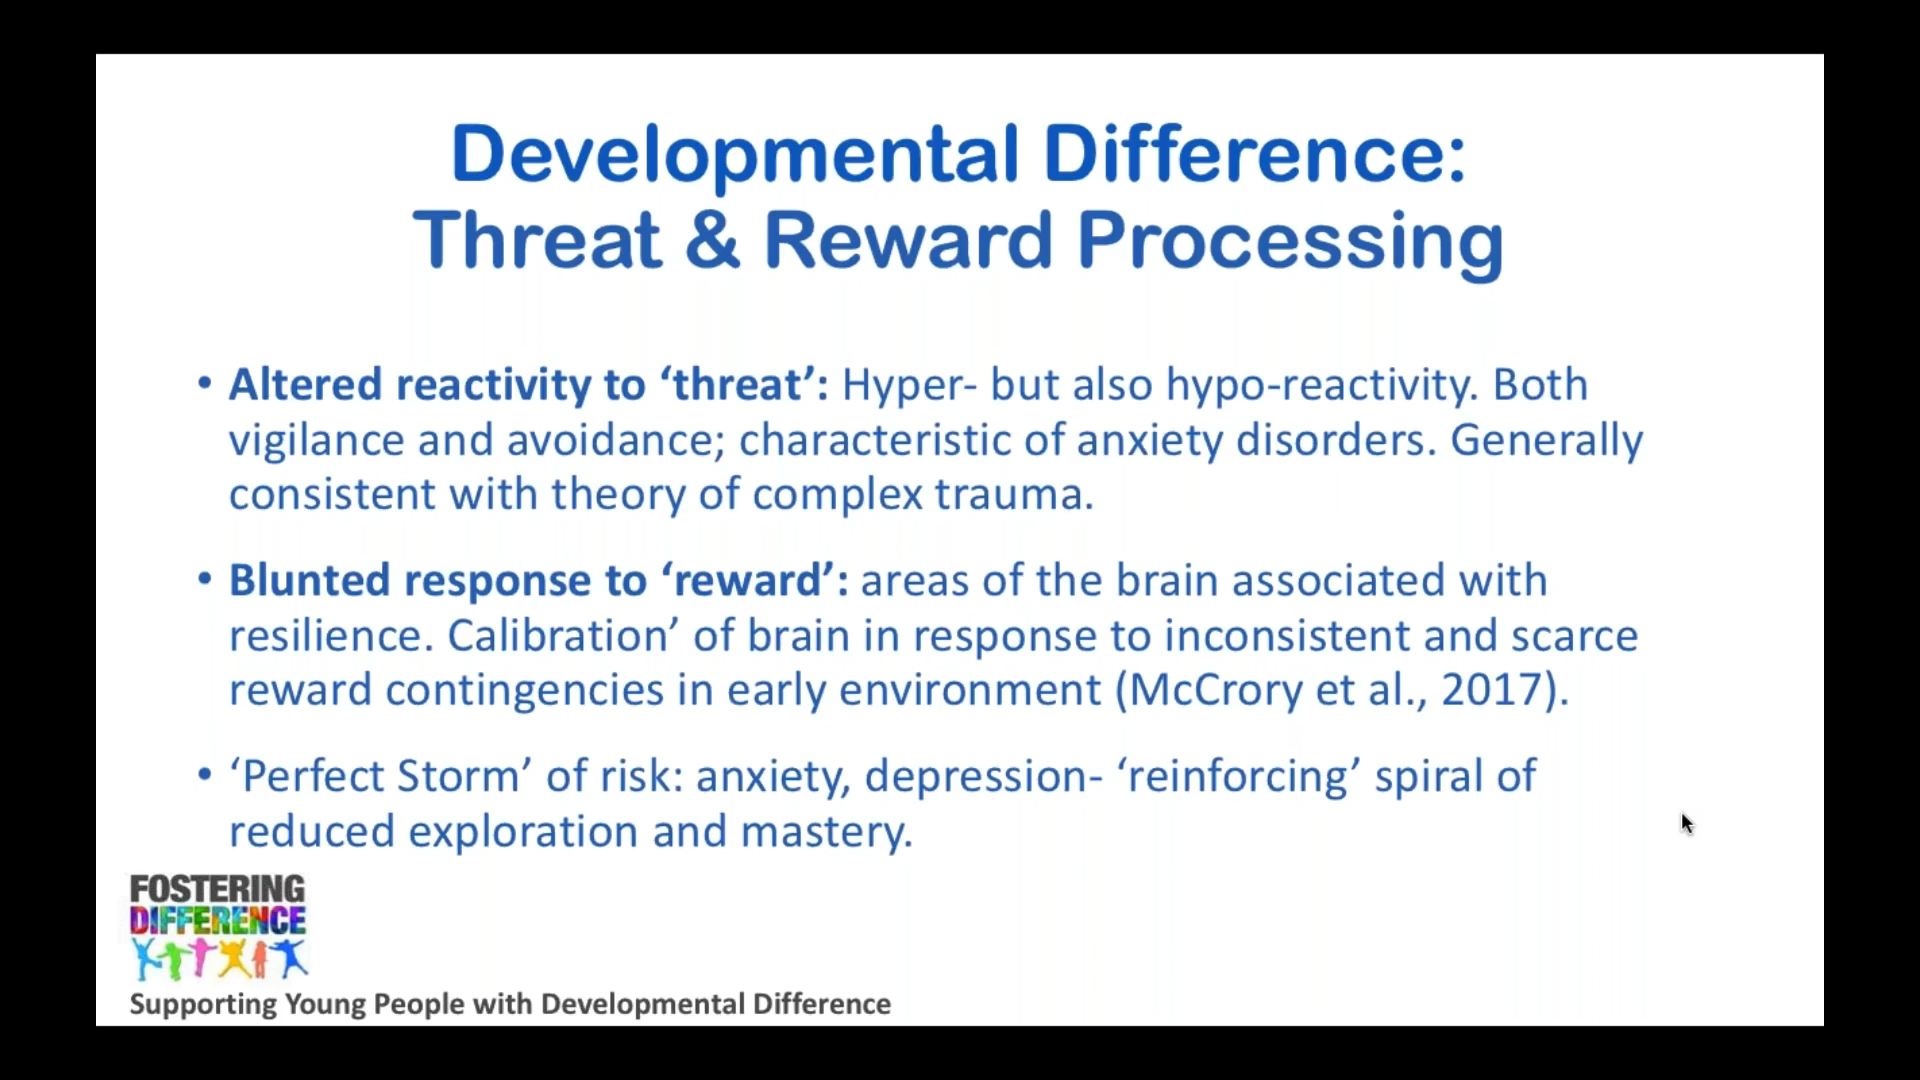 Developmental Difference:
Threat & Reward Processing
• Altered reactivity to ‘threat’: Hyper- but also hypo-reactivity. Both
vigilance and avoidance; characteristic of anxiety disorders. Generally
consistent with theory of complex trauma.
• Blunted response to ‘reward’: areas of the brain associated with
resilience. Calibration’ of brain in response to inconsistent and scarce
reward contingencies in early environment (McCrory et al., 2017).
• ‘Perfect Storm’ of risk: anxiety, depression- ‘reinforcing’ spiral of
reduced exploration and mastery.
FOSTERING
DIFFERENCE
Supporting Young People with Developmental Difference